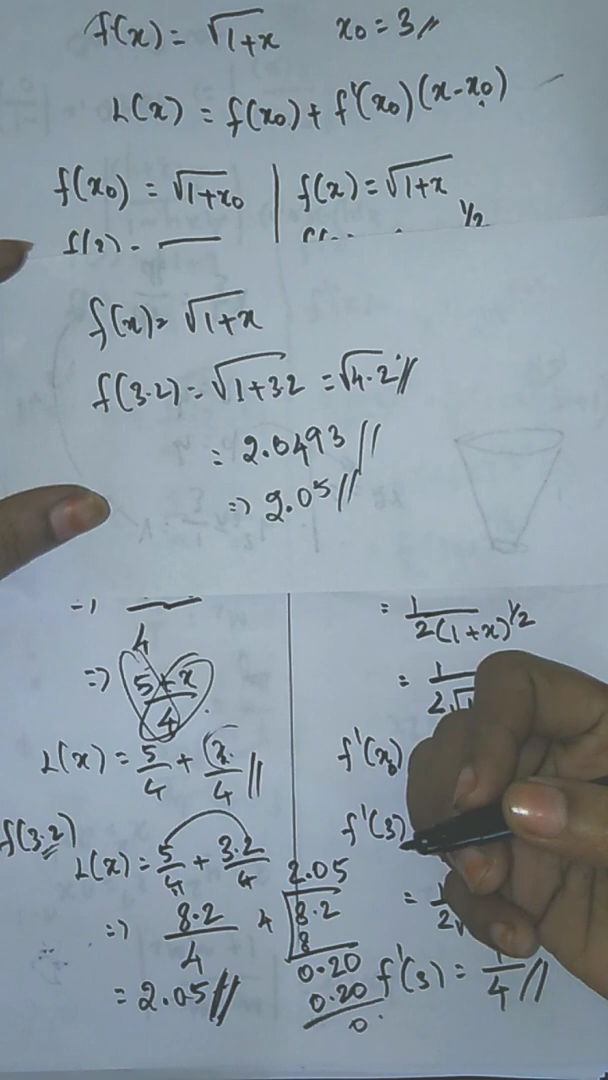 f(x) = √1+x x0 = 3 //
L(x) = f(x0) + f'(x0)(x-x0)
f(x0) = √1+x0 | f(x) = √1+x
1/2
f(x) = √1+x
f(3.2) = √1+3.2 = √4.2 //
= 2.0493 //
=> 2.05 //
4
=> 5+x/4
L(x) = 5/4 + x/4 //
f(3.2)
L(x) = 5/4 + 3.2/4
=> 8.2/4
= 2.05 //
2.05
4 8.2
8
0.20
0.20
0
= 1/2(1+x)^1/2
f'(x0)
f'(3)
f'(3) = 1/4 //